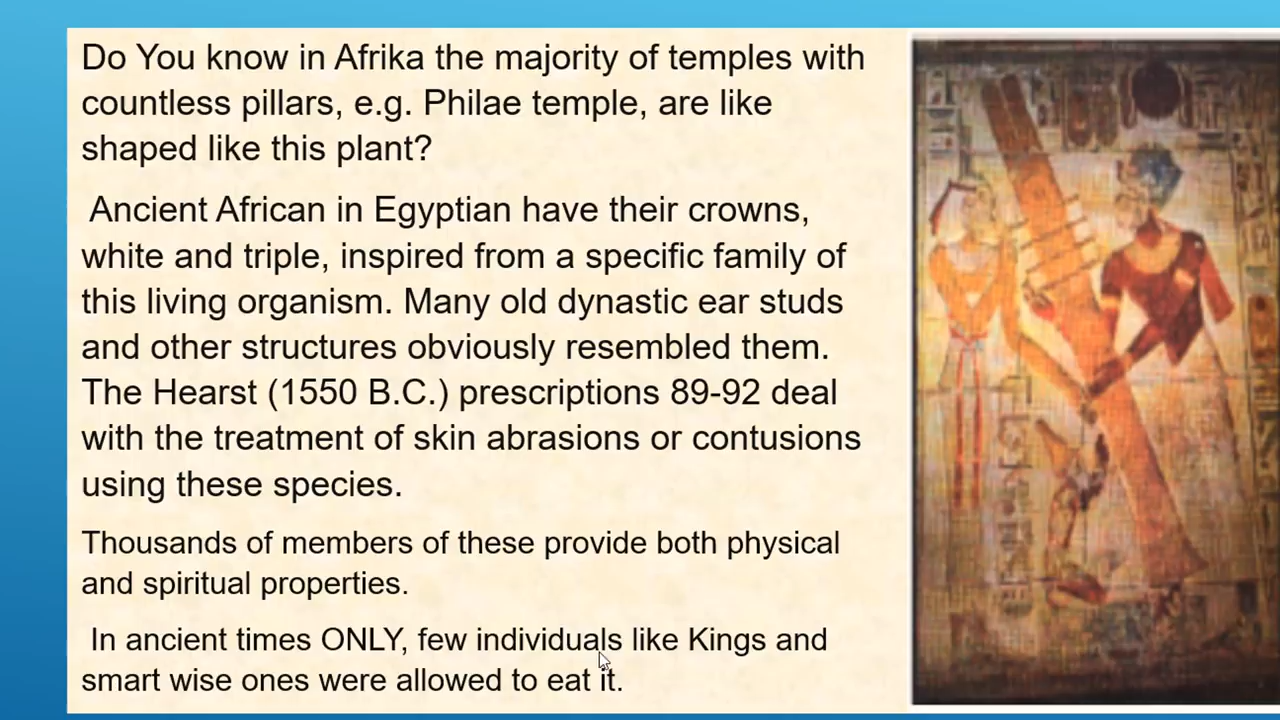 Do You know in Afrika the majority of temples with
countless pillars, e.g. Philae temple, are like
shaped like this plant?
Ancient African in Egyptian have their crowns,
white and triple, inspired from a specific family of
this living organism. Many old dynastic ear studs
and other structures obviously resembled them.
The Hearst (1550 B.C.) prescriptions 89-92 deal
with the treatment of skin abrasions or contusions
using these species.
Thousands of members of these provide both physical
and spiritual properties.
In ancient times ONLY, few individuals like Kings and
smart wise ones were allowed to eat it.